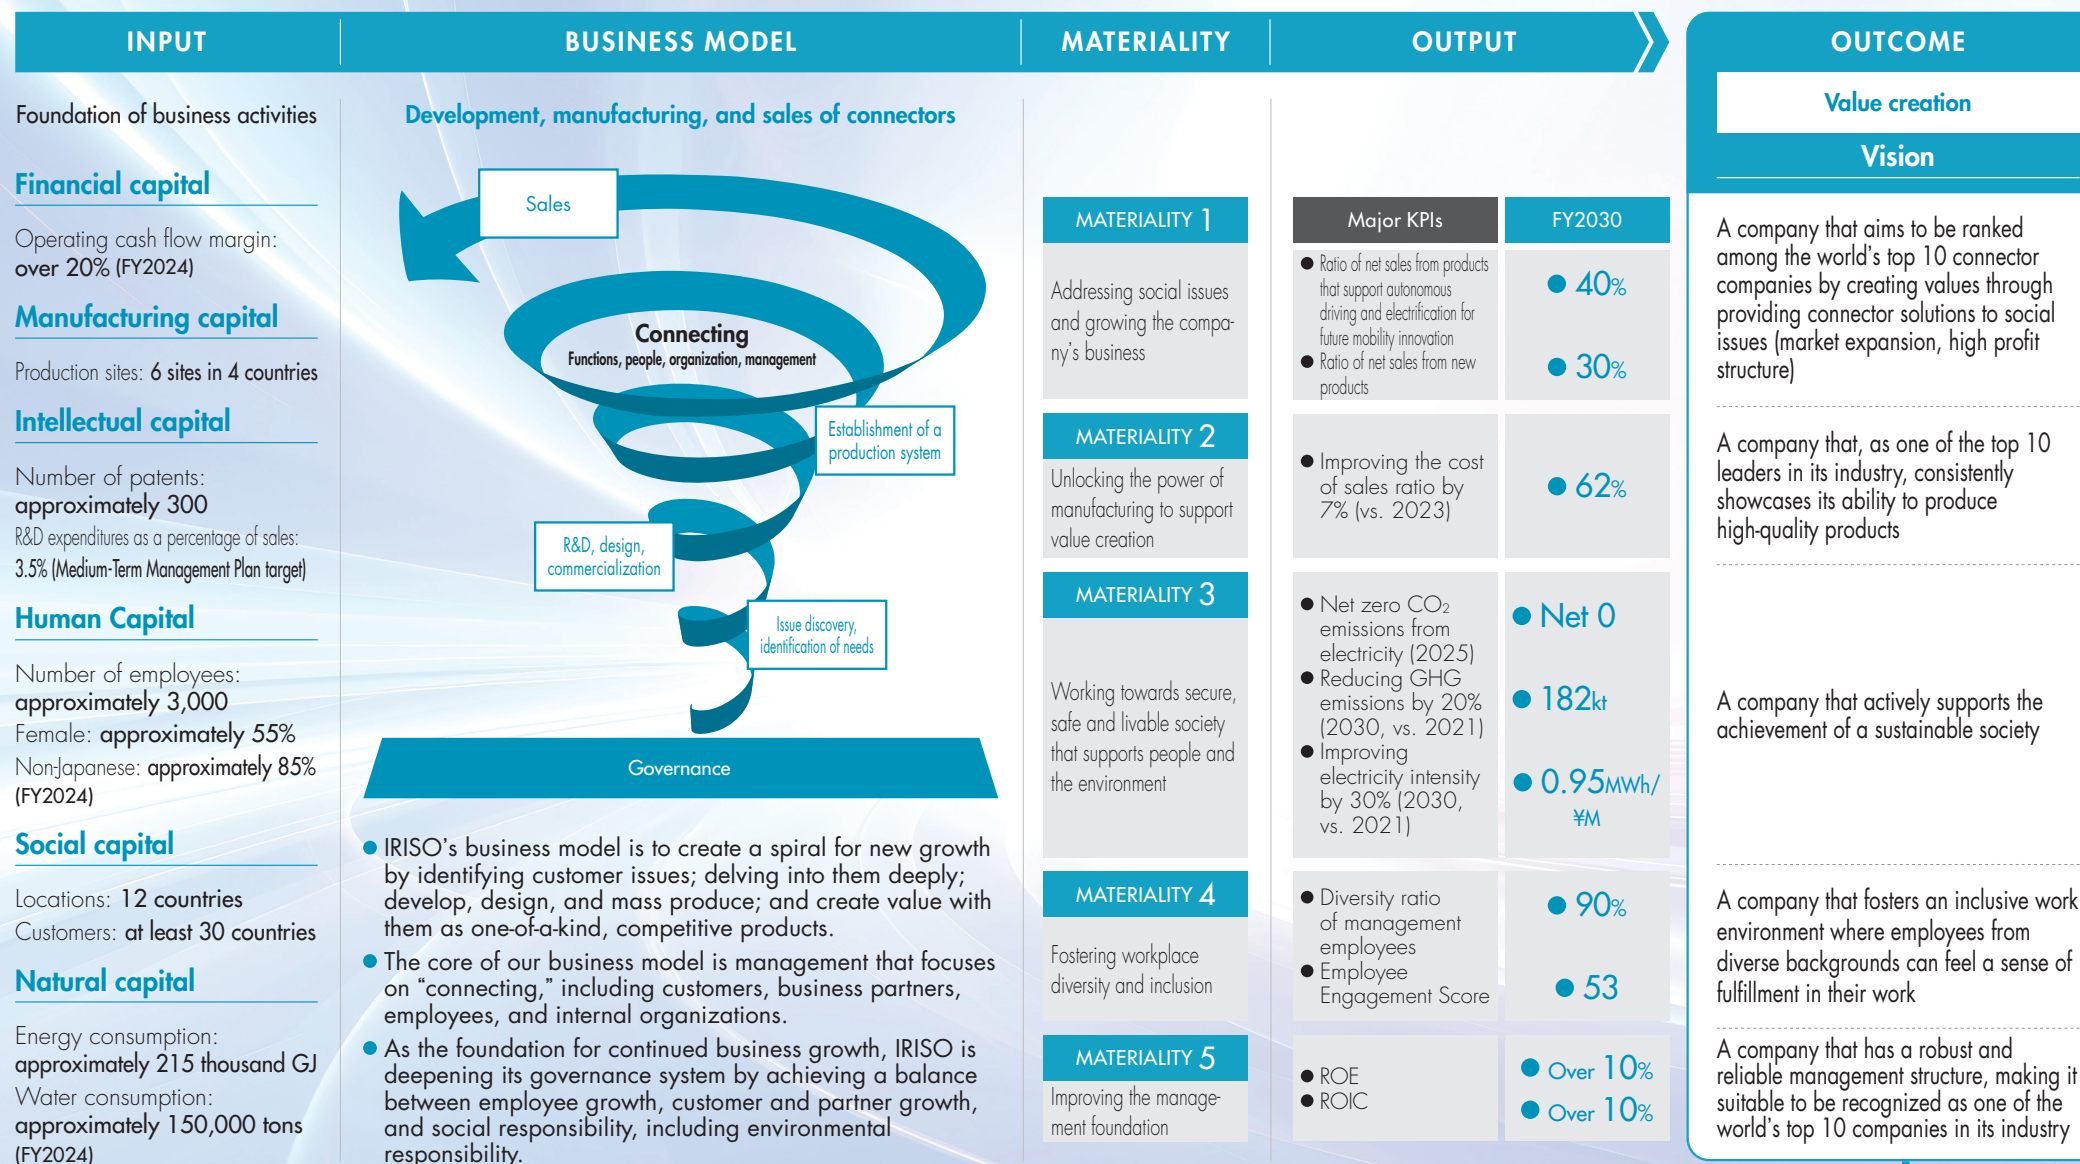 INPUT
BUSINESS MODEL
MATERIALITY
OUTPUT
OUTCOME
Foundation of business activities
Financial capital
Operating cash flow margin:
over 20% (FY2024)
Manufacturing capital
Production sites: 6 sites in 4 countries
Intellectual capital
Number of patents:
approximately 300
R&D expenditures as a percentage of sales:
3.5% (Medium-Term Management Plan target)
Human Capital
Number of employees:
approximately 3,000
Female: approximately 55%
Non-Japanese: approximately 85%
(FY2024)
Social capital
Locations: 12 countries
Customers: at least 30 countries
Natural capital
Energy consumption:
approximately 215 thousand GJ
Water consumption:
approximately 150,000 tons
(FY2024)
Development, manufacturing, and sales of connectors
Sales
Connecting
Functions, people, organization, management
Establishment of a
production system
R&D, design,
commercialization
Issue discovery,
identification of needs
Governance
● IRISO's business model is to create a spiral for new growth
by identifying customer issues; delving into them deeply;
develop, design, and mass produce; and create value with
them as one-of-a-kind, competitive products.
● The core of our business model is management that focuses
on “connecting,” including customers, business partners,
employees, and internal organizations.
● As the foundation for continued business growth, IRISO is
deepening its governance system by achieving a balance
between employee growth, customer and partner growth,
and social responsibility, including environmental
responsibility.
MATERIALITY 1
Addressing social issues
and growing the compa-
ny's business
MATERIALITY 2
Unlocking the power of
manufacturing to support
value creation
MATERIALITY 3
Working towards secure,
safe and livable society
that supports people and
the environment
MATERIALITY 4
Fostering workplace
diversity and inclusion
MATERIALITY 5
Improving the manage-
ment foundation
Major KPIs
FY2030
● Ratio of net sales from products
that support autonomous
driving and electrification for
future mobility innovation
● 40%
● Ratio of net sales from new
products
● 30%
● Improving the cost
of sales ratio by
7% (vs. 2023)
● 62%
● Net zero CO₂
emissions from
electricity (2025)
● Net 0
● Reducing GHG
emissions by 20%
(2030, vs. 2021)
● 182kt
● Improving
electricity intensity
by 30% (2030,
vs. 2021)
● 0.95MWh/
¥M
● Diversity ratio
of management
employees
● 90%
● Employee
Engagement Score
● 53
● ROE
● Over 10%
● ROIC
● Over 10%
Value creation
Vision
A company that aims to be ranked
among the world's top 10 connector
companies by creating values through
providing connector solutions to social
issues (market expansion, high profit
structure)
A company that, as one of the top 10
leaders in its industry, consistently
showcases its ability to produce
high-quality products
A company that actively supports the
achievement of a sustainable society
A company that fosters an inclusive work
environment where employees from
diverse backgrounds can feel a sense of
fulfillment in their work
A company that has a robust and
reliable management structure, making it
suitable to be recognized as one of the
world's top 10 companies in its industry